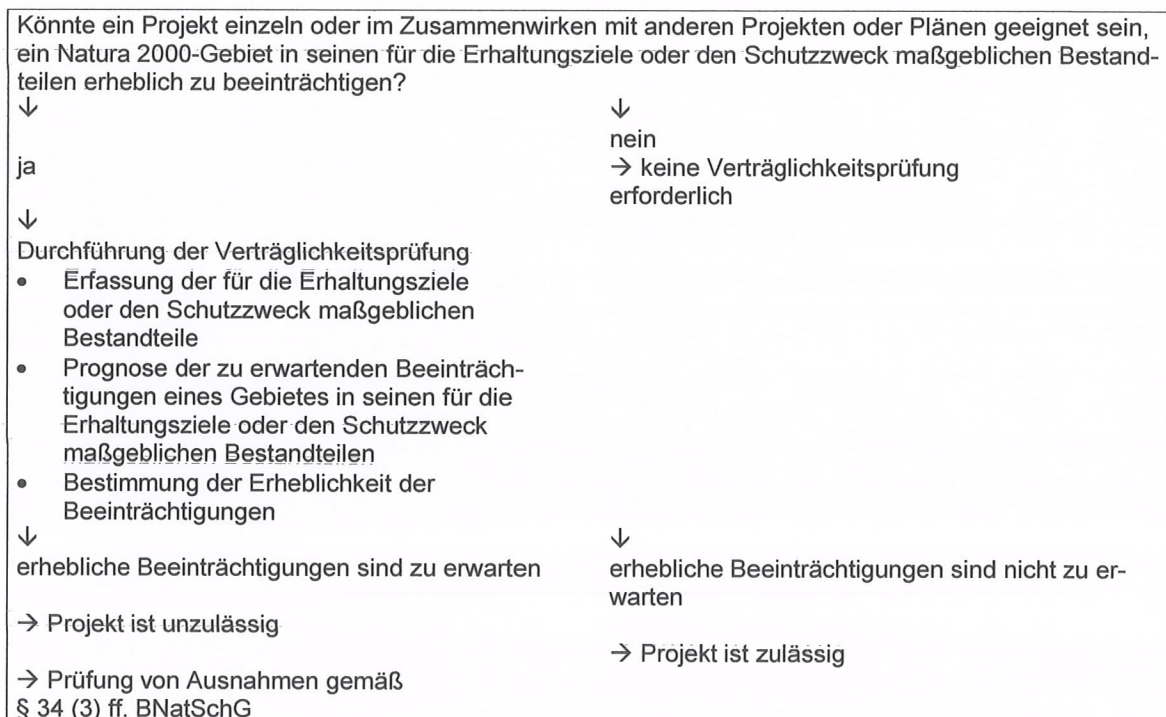 Könnte ein Projekt einzeln oder im Zusammenwirken mit anderen Projekten oder Plänen geeignet sein,
ein Natura 2000-Gebiet in seinen für die Erhaltungsziele oder den Schutzzweck maßgeblichen Bestand-
teilen erheblich zu beeinträchtigen?
↓ ↓
nein
ja → keine Verträglichkeitsprüfung
erforderlich
↓
Durchführung der Verträglichkeitsprüfung
• Erfassung der für die Erhaltungsziele
oder den Schutzzweck maßgeblichen
Bestandteile
• Prognose der zu erwartenden Beeinträch-
tigungen eines Gebietes in seinen für die
Erhaltungsziele oder den Schutzzweck
maßgeblichen Bestandteilen
• Bestimmung der Erheblichkeit der
Beeinträchtigungen
↓
erhebliche Beeinträchtigungen sind zu erwarten
→ Projekt ist unzulässig
→ Prüfung von Ausnahmen gemäß
§ 34 (3) ff. BNatSchG
↓
erhebliche Beeinträchtigungen sind nicht zu er-
warten
→ Projekt ist zulässig